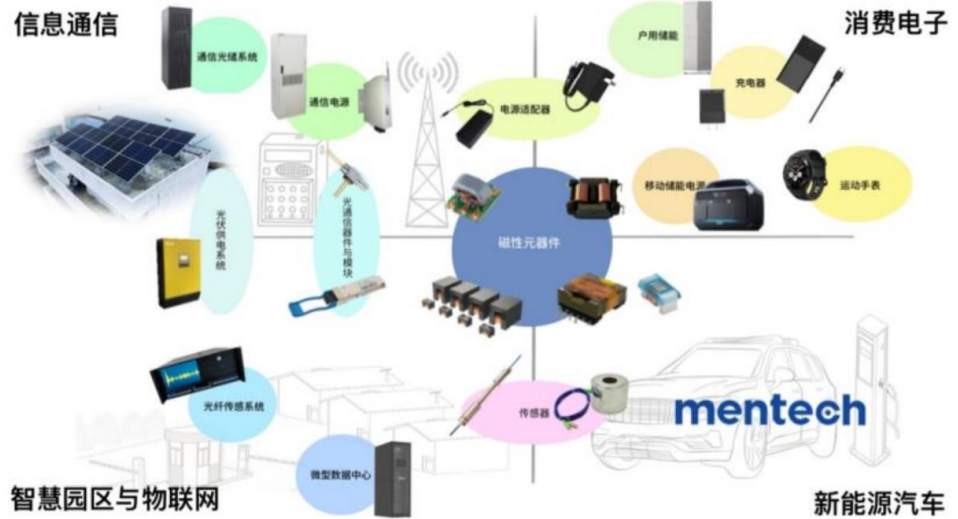 信息通信
消费电子
通信光储系统
户用储能
通信电源
电源适配器
充电器
移动储能电源
运动手表
光伏供电系统
光通信器件与模块
磁性元器件
光纤传感系统
传感器
mentech
微型数据中心
智慧园区与物联网
新能源汽车